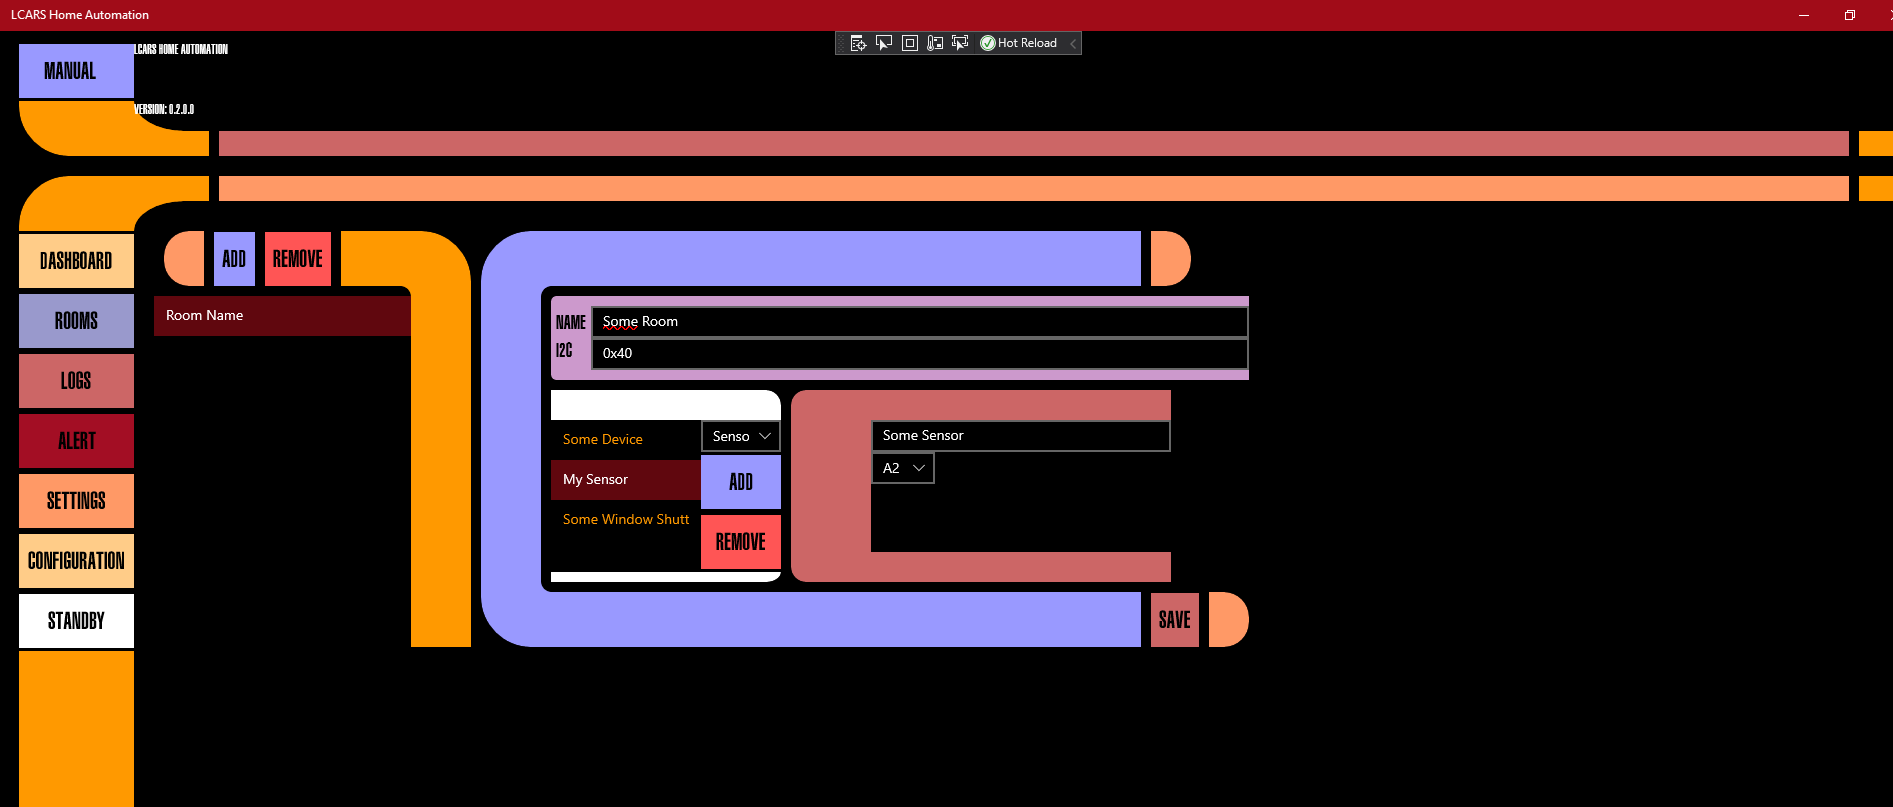 LCARS Home Automation
Hot Reload
LCARS HOME AUTOMATION
MANUAL
VERSION: 0.2.0.0
DASHBOARD
ADD
REMOVE
ROOMS
Room Name
NAME
Some Room
I2C
0x40
LOGS
ALERT
SETTINGS
CONFIGURATION
STANDBY
Some Device
Senso
My Sensor
ADD
Some Window Shutt
REMOVE
Some Sensor
A2
SAVE